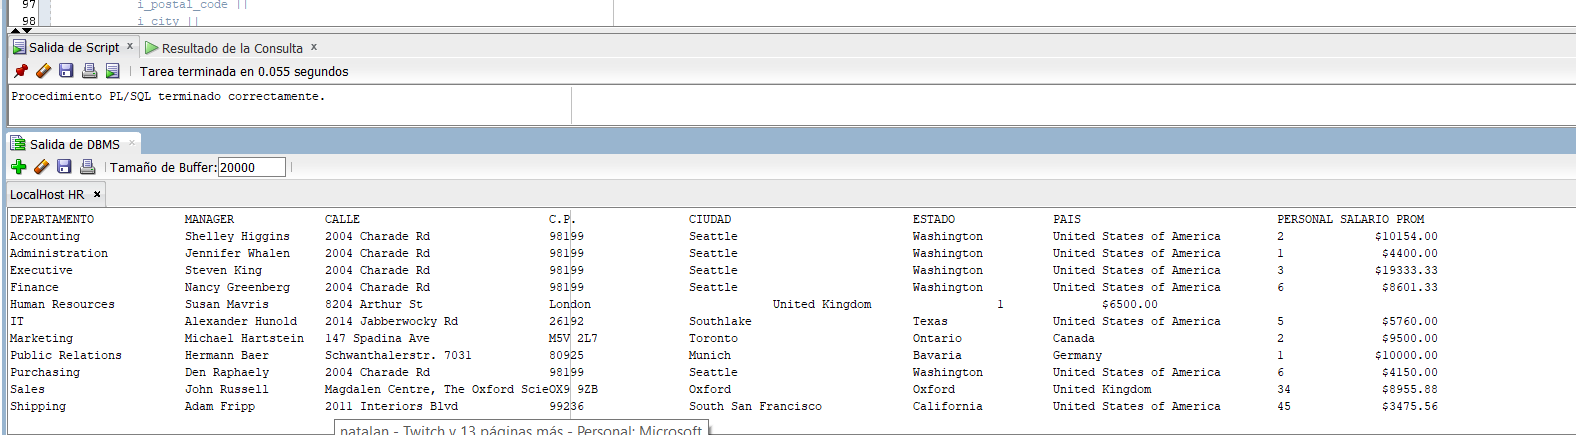 97 i_postal_code ||
98 i_city ||
Salida de Script x Resultado de la Consulta x
Tarea terminada en 0.055 segundos
Procedimiento PL/SQL terminado correctamente.
Salida de DBMS x
Tamaño de Buffer: 20000
LocalHost HR x
DEPARTAMENTO MANAGER CALLE C.P. CIUDAD ESTADO PAIS PERSONAL SALARIO PROM
Accounting Shelley Higgins 2004 Charade Rd 98199 Seattle Washington United States of America 2 $10154.00
Administration Jennifer Whalen 2004 Charade Rd 98199 Seattle Washington United States of America 1 $4400.00
Executive Steven King 2004 Charade Rd 98199 Seattle Washington United States of America 3 $19333.33
Finance Nancy Greenberg 2004 Charade Rd 98199 Seattle Washington United States of America 6 $8601.33
Human Resources Susan Mavris 8204 Arthur St London United Kingdom 1 $6500.00
IT Alexander Hunold 2014 Jabberwocky Rd 26192 Southlake Texas United States of America 5 $5760.00
Marketing Michael Hartstein 147 Spadina Ave M5V 2L7 Toronto Ontario Canada 2 $9500.00
Public Relations Hermann Baer Schwanthalerstr. 7031 80925 Munich Bavaria Germany 1 $10000.00
Purchasing Den Raphaely 2004 Charade Rd 98199 Seattle Washington United States of America 6 $4150.00
Sales John Russell Magdalen Centre, The Oxford ScieOX9 9ZB Oxford Oxford United Kingdom 34 $8955.88
Shipping Adam Fripp 2011 Interiors Blvd 99236 South San Francisco California United States of America 45 $3475.56
natalan - Twitch y 13 páginas más - Personal: Microsoft